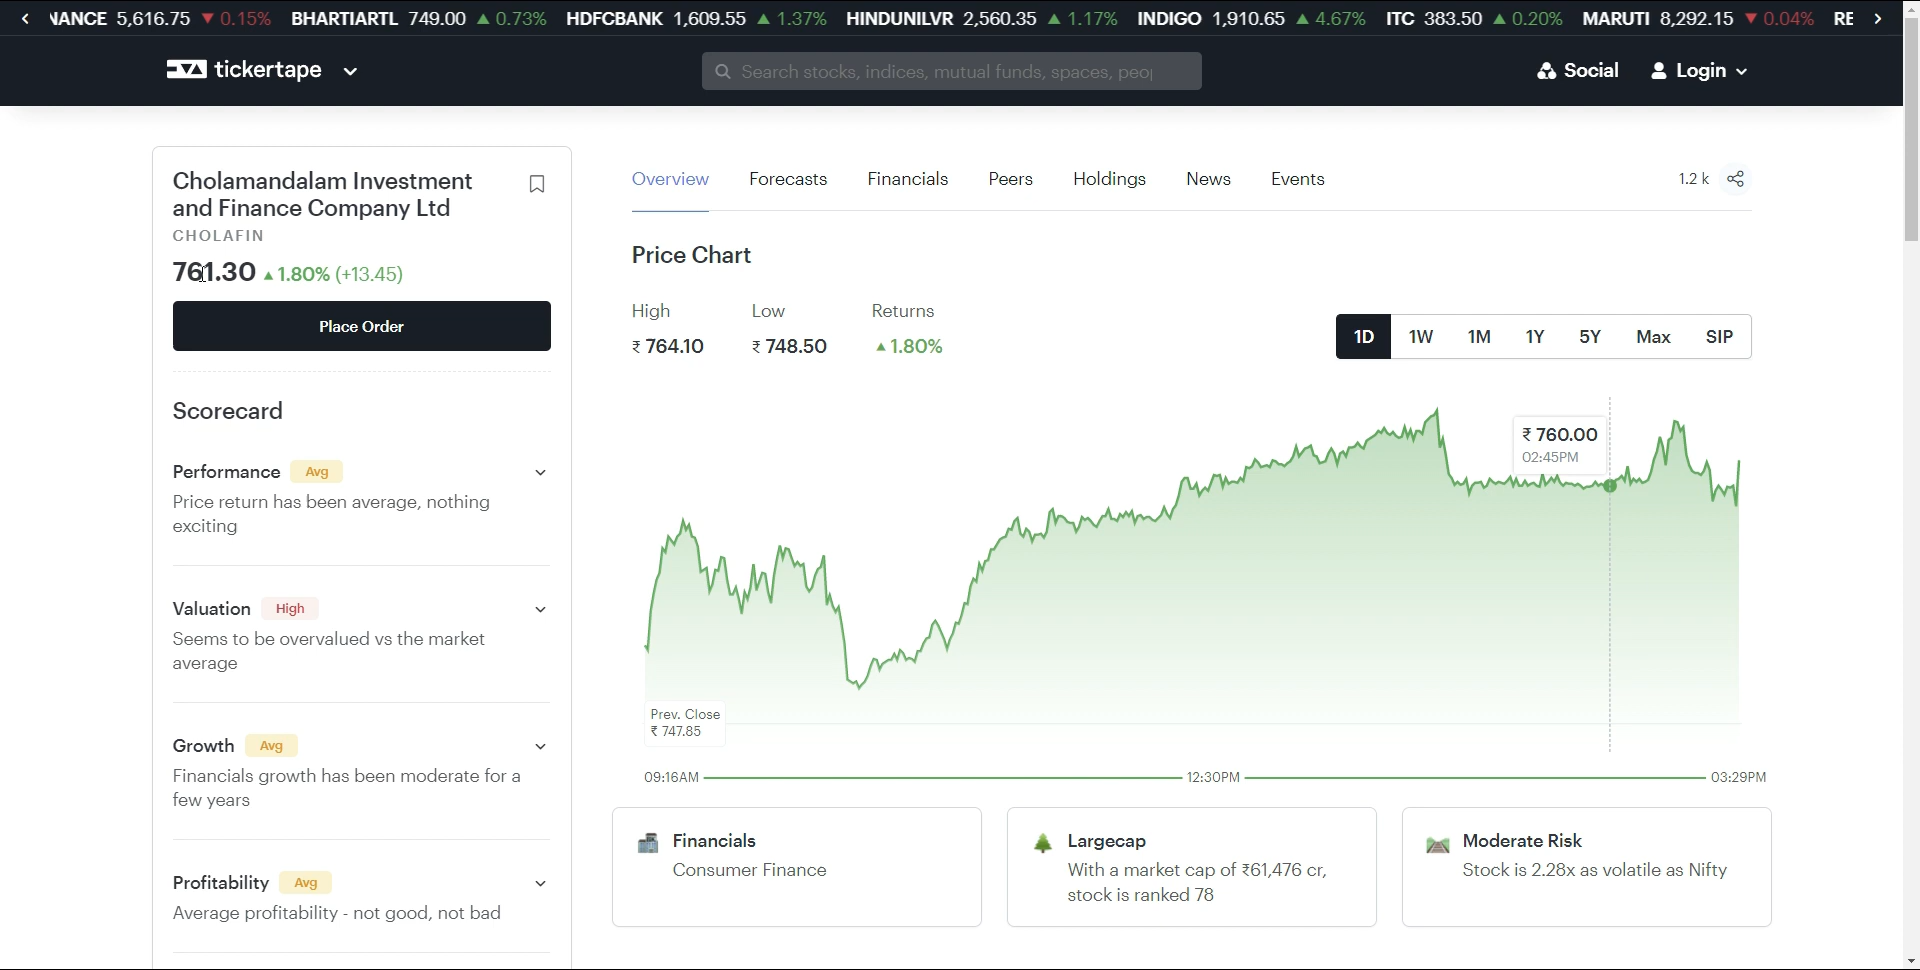 NANCE 5,616.75 ▼ 0.15% BHARTIARTL 749.00 ▲ 0.73% HDFCBANK 1,609.55 ▲ 1.37% HINDUNILVR 2,560.35 ▲ 1.17% INDIGO 1,910.65 ▲ 4.67% ITC 383.50 ▲ 0.20% MARUTI 8,292.15 ▼ 0.04% RE
tickertape
Search stocks, indices, mutual funds, spaces, peo
Social
Login
Cholamandalam Investment
and Finance Company Ltd
CHOLAFIN
761.30 ▲ 1.80% (+13.45)
Place Order
Scorecard
Performance Avg
Price return has been average, nothing
exciting
Valuation High
Seems to be overvalued vs the market
average
Growth Avg
Financials growth has been moderate for a
few years
Profitability Avg
Average profitability - not good, not bad
Overview Forecasts Financials Peers Holdings News Events
1.2 k
Price Chart
High Low Returns
₹ 764.10 ₹ 748.50 ▲ 1.80%
1D 1W 1M 1Y 5Y Max SIP
₹ 760.00
02:45PM
Prev. Close
₹ 747.85
09:16AM 12:30PM 03:29PM
Financials
Consumer Finance
Largecap
With a market cap of ₹61,476 cr,
stock is ranked 78
Moderate Risk
Stock is 2.28x as volatile as Nifty